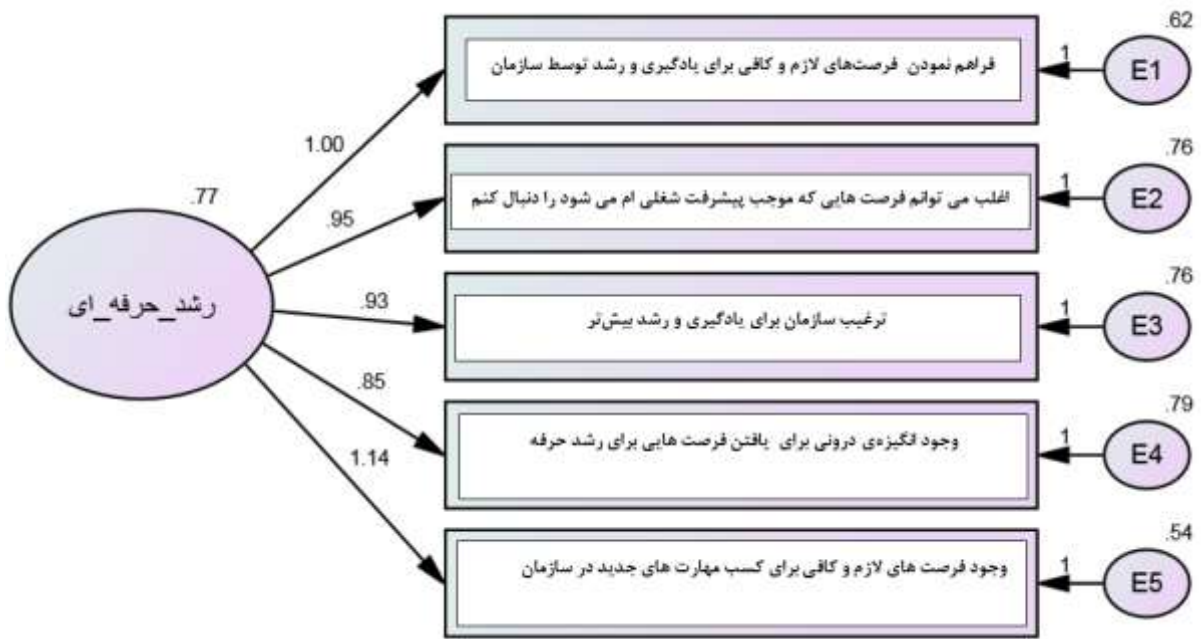 .62
1
فراهم نمودن فرصت‌های لازم و کافی برای یادگیری و رشد توسط سازمان
E1
1.00
.76
1
اغلب می توانم فرصت هایی که موجب پیشرفت شغلی ام می شود را دنبال کنم
E2
.77
.95
.76
1
رشد_حرفه_ای
.93
ترغیب سازمان برای یادگیری و رشد بیش‌تر
E3
.85
.79
1
وجود انگیزه‌ی درونی برای یافتن فرصت هایی برای رشد حرفه
E4
1.14
.54
1
وجود فرصت های لازم و کافی برای کسب مهارت های جدید در سازمان
E5